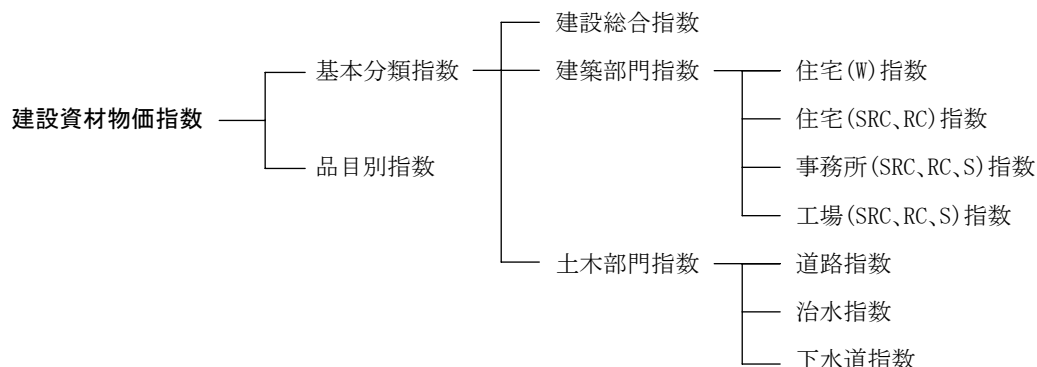 建設総合指数
基本分類指数
建築部門指数
住宅(W)指数
建設資材物価指数
住宅(SRC、RC)指数
品目別指数
事務所(SRC、RC、S)指数
工場(SRC、RC、S)指数
土木部門指数
道路指数
治水指数
下水道指数